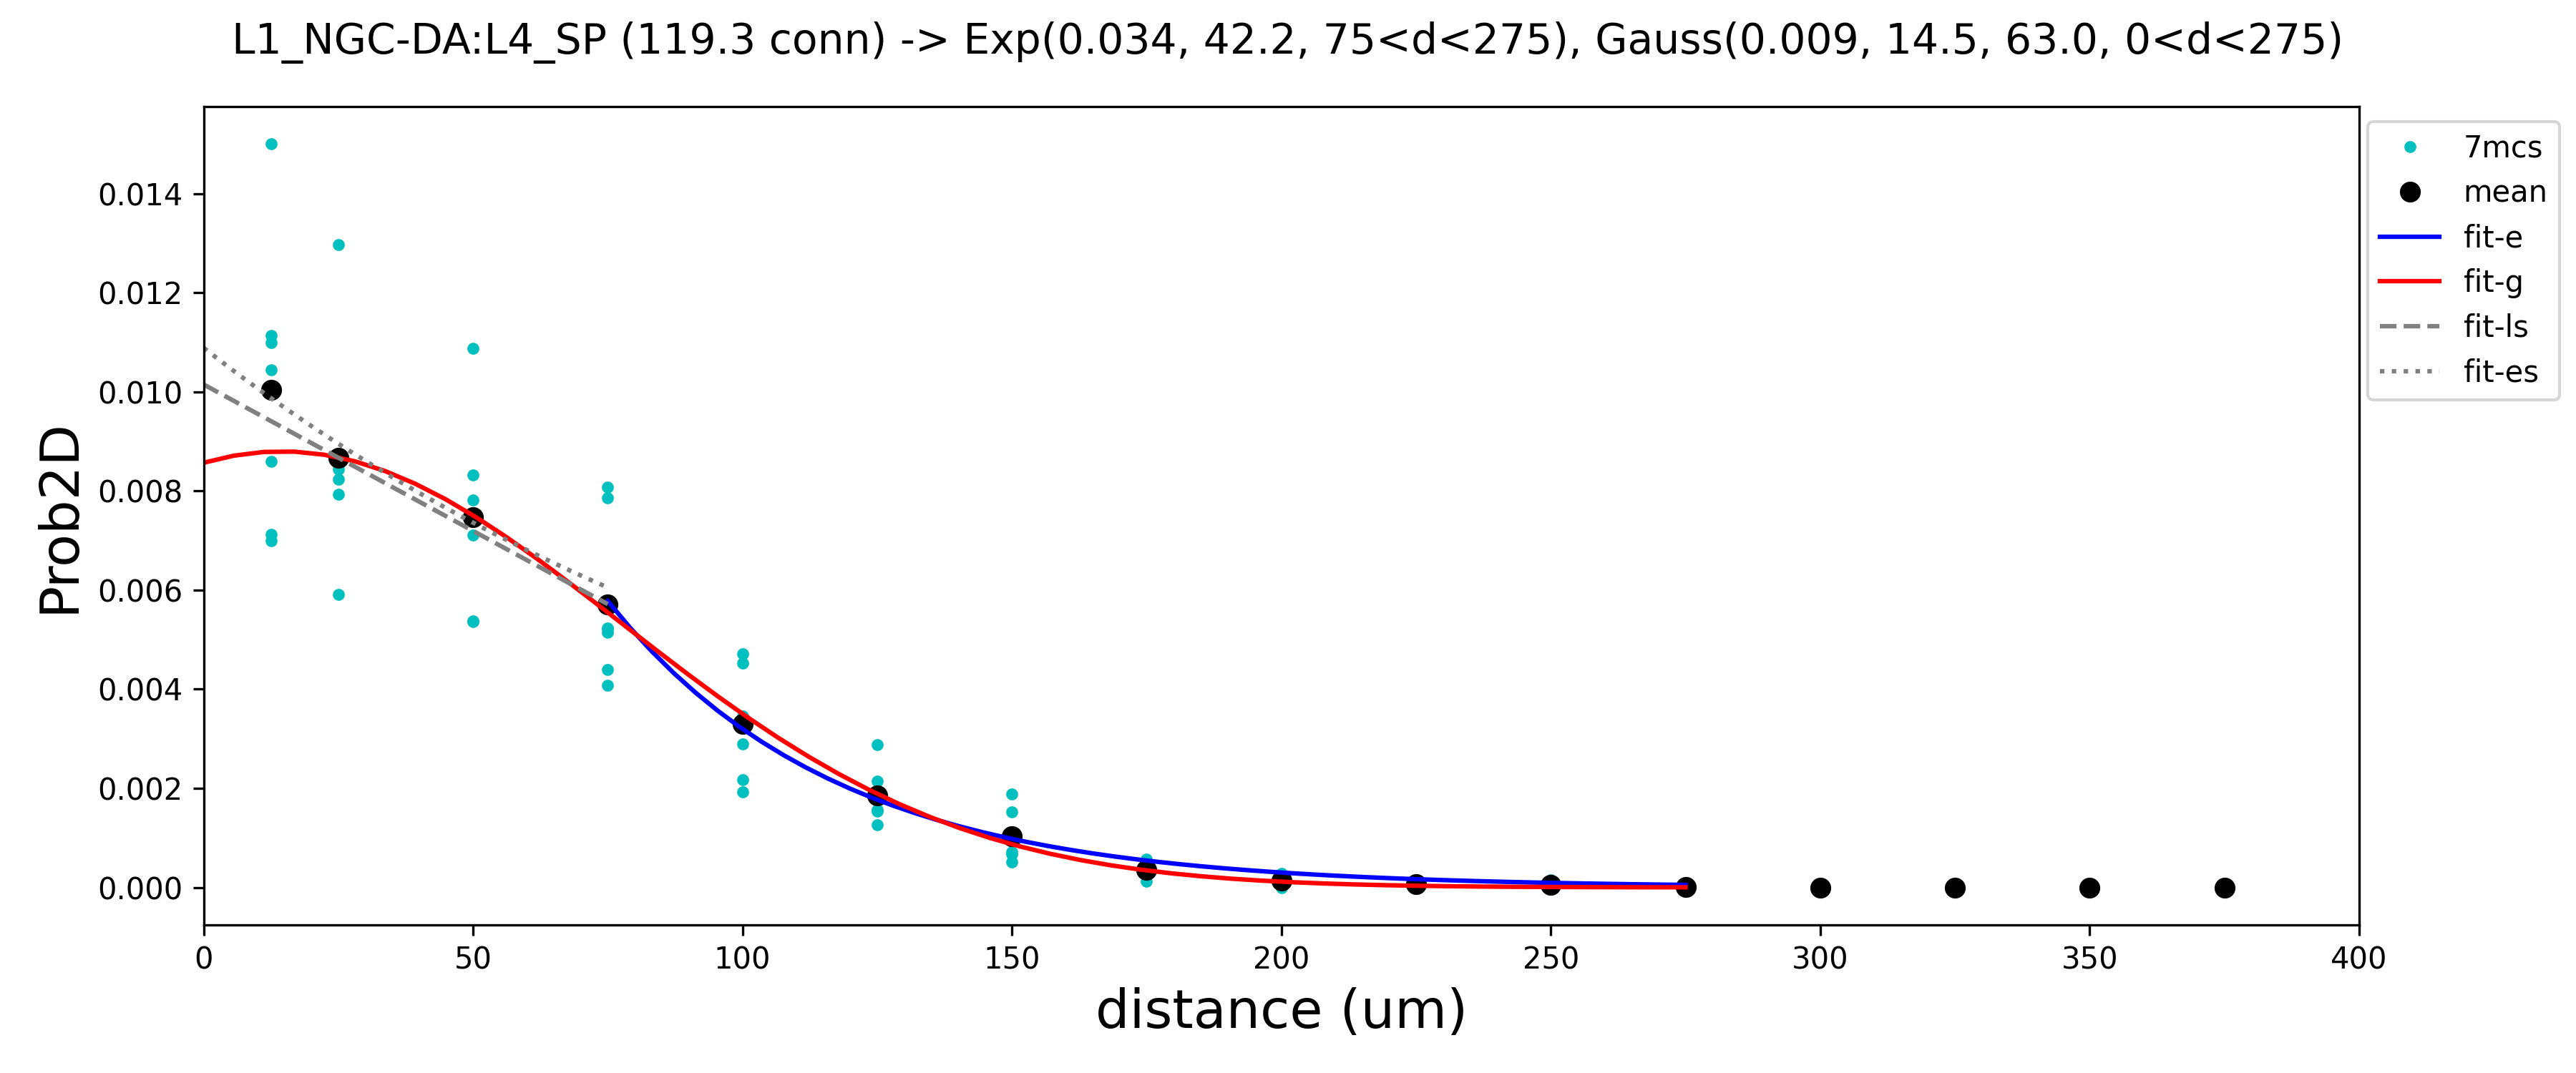 L1_NGC-DA:L4_SP (119.3 conn) -> Exp(0.034, 42.2, 75<d<275), Gauss(0.009, 14.5, 63.0, 0<d<275)
7mcs
mean
fit-e
fit-g
fit-ls
fit-es
Prob2D
0.014
0.012
0.010
0.008
0.006
0.004
0.002
0.000
0 50 100 150 200 250 300 350 400
distance (um)